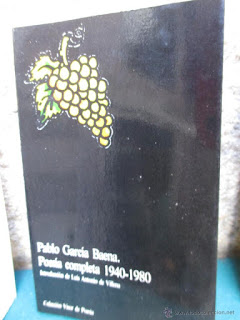 Pablo García Baena.
Poesía completa 1940-1980
Introducción de Luis Antonio de Villena
Colección Visor de Poesía